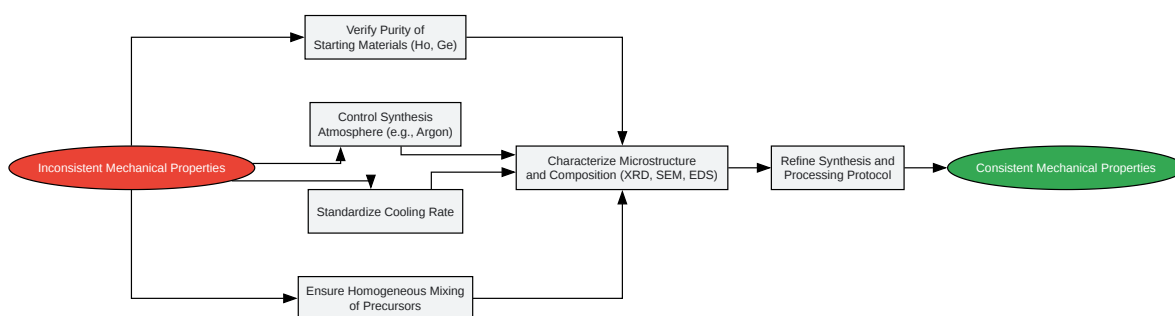 Verify Purity of
Starting Materials (Ho, Ge)
Control Synthesis
Atmosphere (e.g., Argon)
Inconsistent Mechanical Properties
Characterize Microstructure
and Composition (XRD, SEM, EDS)
Refine Synthesis and
Processing Protocol
Consistent Mechanical Properties
Standardize Cooling Rate
Ensure Homogeneous Mixing
of Precursors